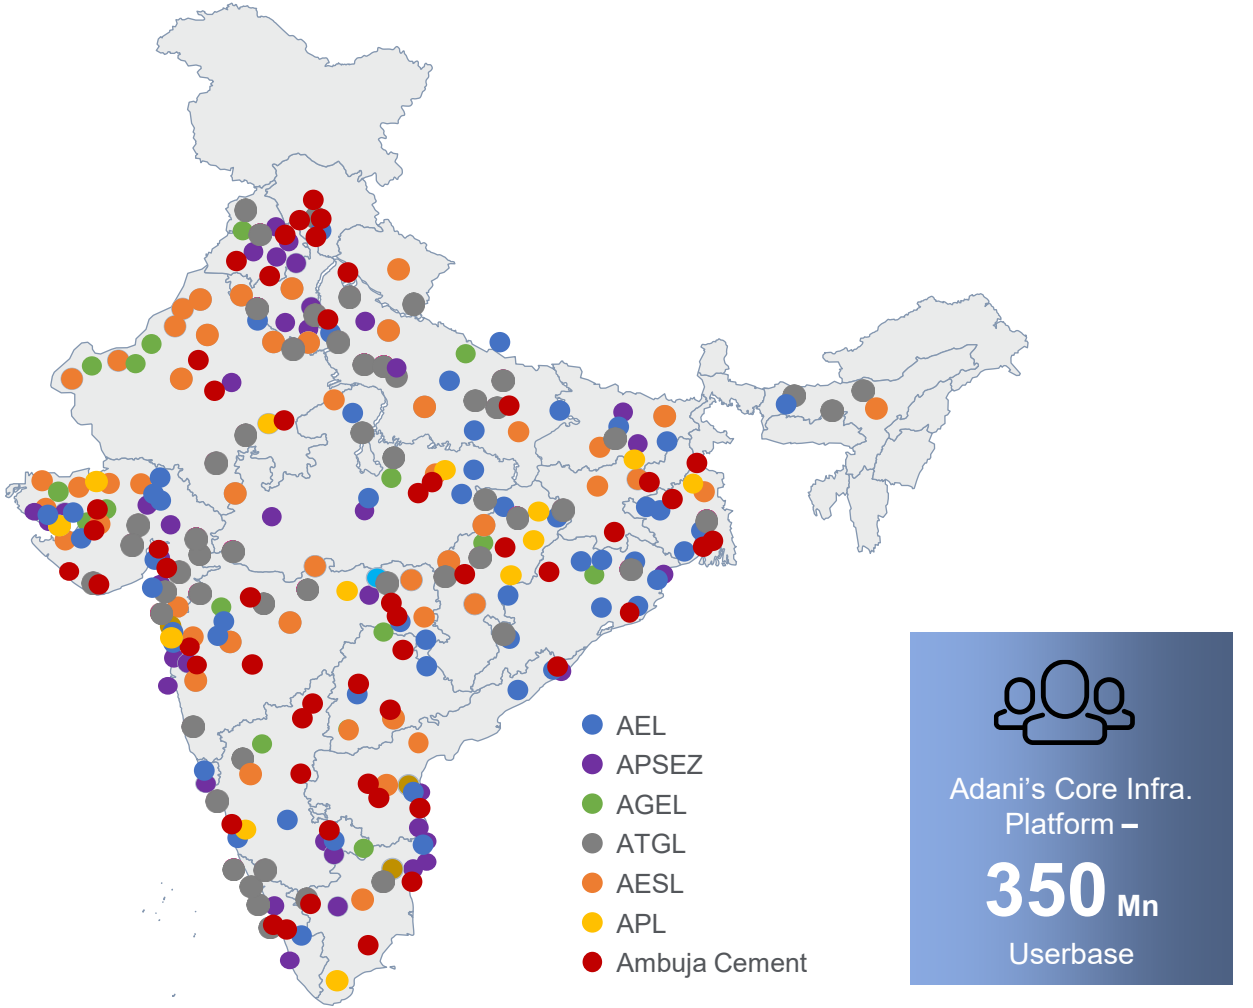 AEL
APSEZ
AGEL
ATGL
AESL
APL
Ambuja Cement
Adani’s Core Infra.
Platform –
350 Mn
Userbase